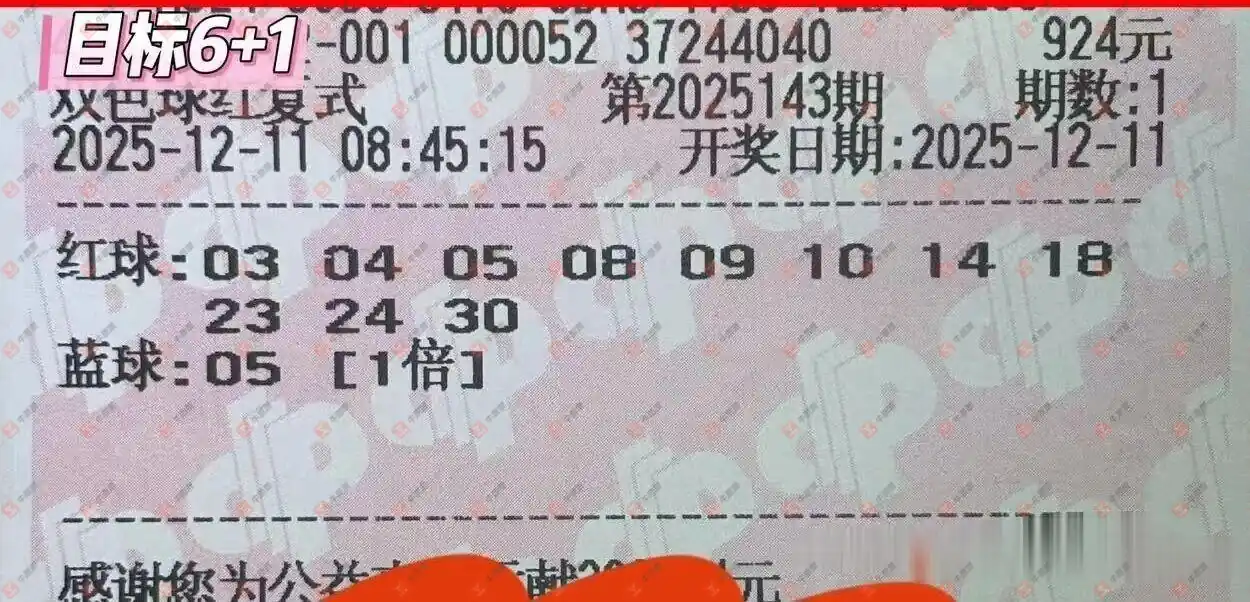 目标6+1
-001 000052 37244040 924元
双色球红复式 第2025143期 期数:1
2025-12-11 08:45:15 开奖日期:2025-12-11
红球:03 04 05 08 09 10 14 18
23 24 30
蓝球:05 [1倍]
感谢您为公益 贡献 元